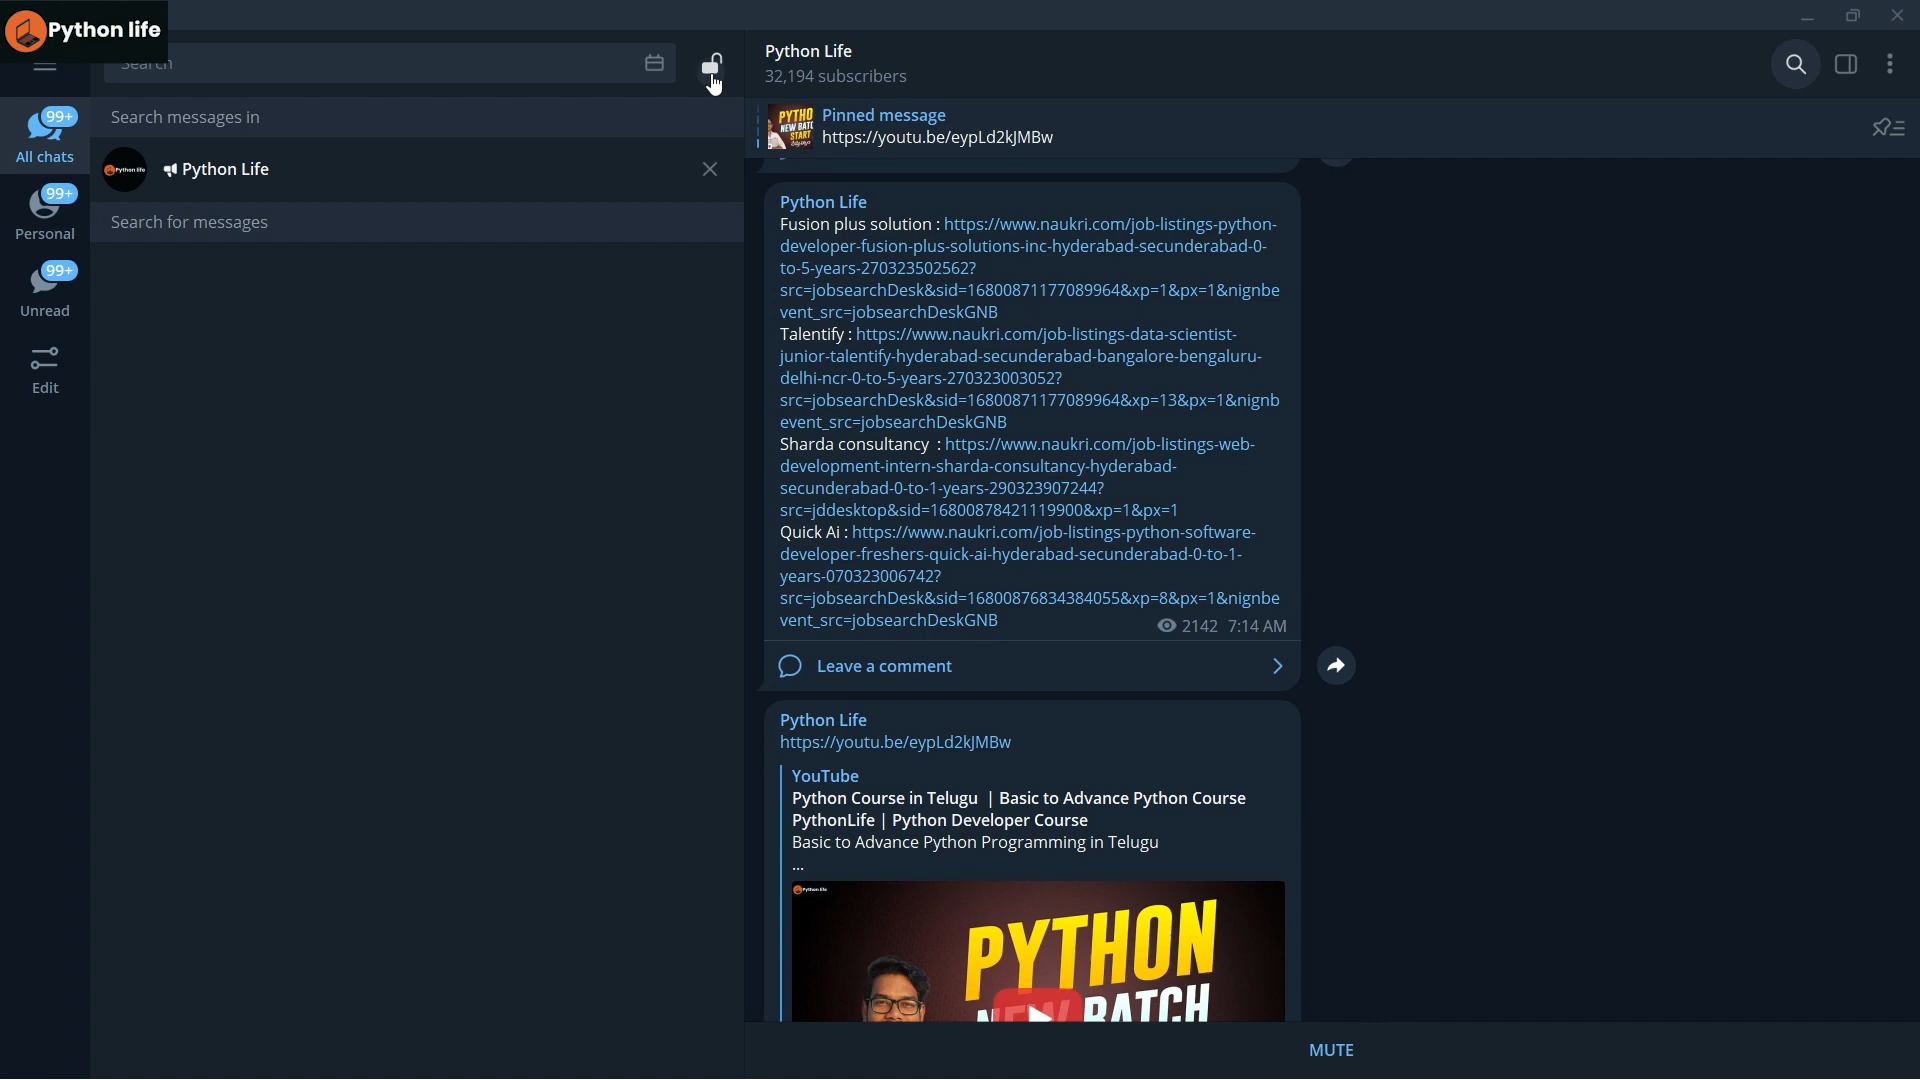 Python life
Search
Search messages in
Python Life
Search for messages
99+
All chats
99+
Personal
99+
Unread
Edit
Python Life
32,194 subscribers
Pinned message
https://youtu.be/eypLd2kJMBw
Python Life
Fusion plus solution : https://www.naukri.com/job-listings-python-
developer-fusion-plus-solutions-inc-hyderabad-secunderabad-0-
to-5-years-270323502562?
src=jobsearchDesk&sid=16800871177089964&xp=1&px=1&nignbe
vent_src=jobsearchDeskGNB
Talentify : https://www.naukri.com/job-listings-data-scientist-
junior-talentify-hyderabad-secunderabad-bangalore-bengaluru-
delhi-ncr-0-to-5-years-270323003052?
src=jobsearchDesk&sid=16800871177089964&xp=13&px=1&nignb
event_src=jobsearchDeskGNB
Sharda consultancy : https://www.naukri.com/job-listings-web-
development-intern-sharda-consultancy-hyderabad-
secunderabad-0-to-1-years-290323907244?
src=jddesktop&sid=16800878421119900&xp=1&px=1
Quick Ai : https://www.naukri.com/job-listings-python-software-
developer-freshers-quick-ai-hyderabad-secunderabad-0-to-1-
years-070323006742?
src=jobsearchDesk&sid=16800876834384055&xp=8&px=1&nignbe
vent_src=jobsearchDeskGNB
2142 7:14 AM
Leave a comment
Python Life
https://youtu.be/eypLd2kJMBw
YouTube
Python Course in Telugu | Basic to Advance Python Course
PythonLife | Python Developer Course
Basic to Advance Python Programming in Telugu
...
Python life
PYTHON
NEW BATCH
MUTE